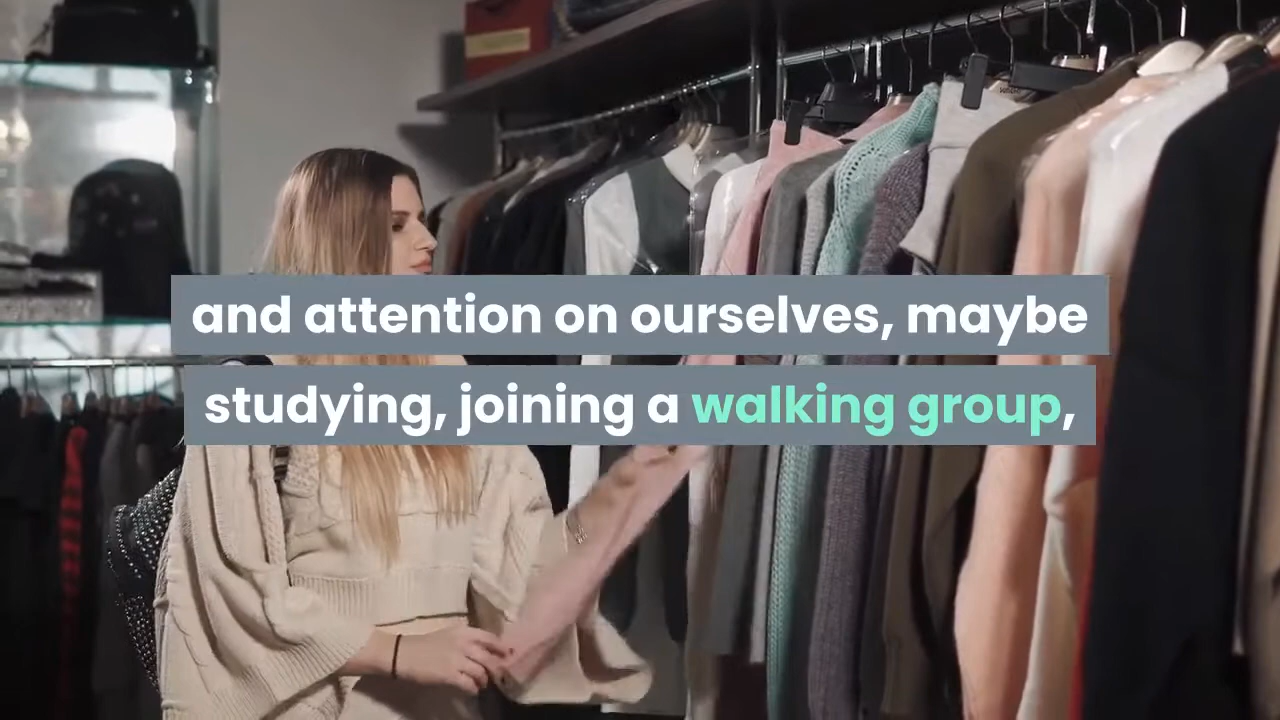 and attention on ourselves, maybe
studying, joining a walking group,